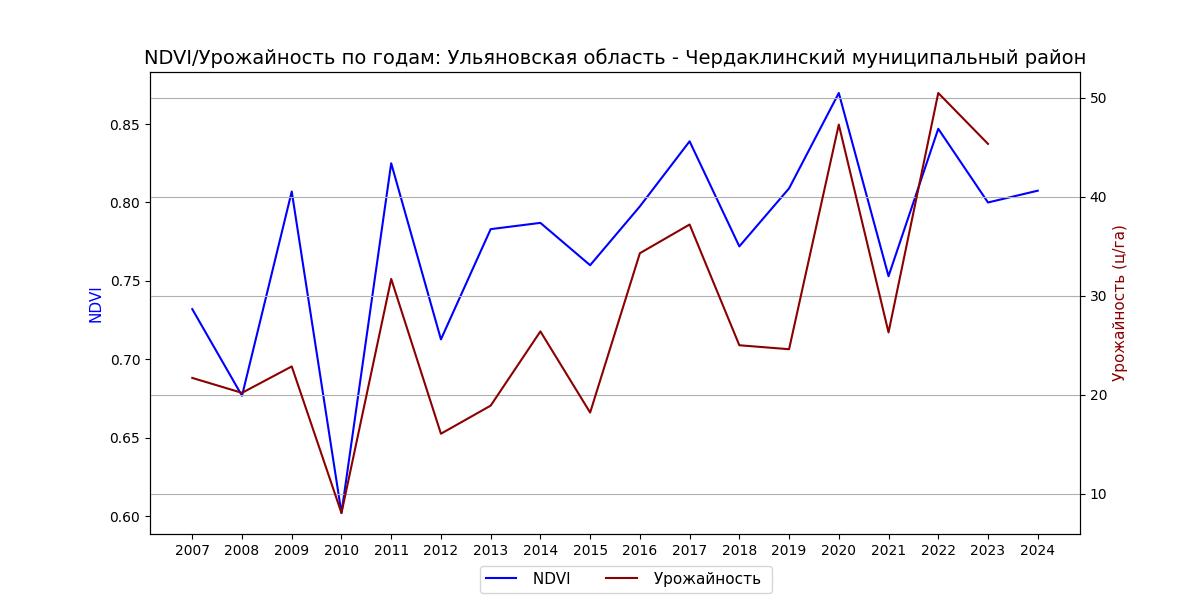 NDVI/Урожайность по годам: Ульяновская область - Чердаклинский муниципальный район
NDVI
0.85
0.80
0.75
0.70
0.65
0.60
50
40
30
20
10
Урожайность (ц/га)
2007 2008 2009 2010 2011 2012 2013 2014 2015 2016 2017 2018 2019 2020 2021 2022 2023 2024
NDVI Урожайность